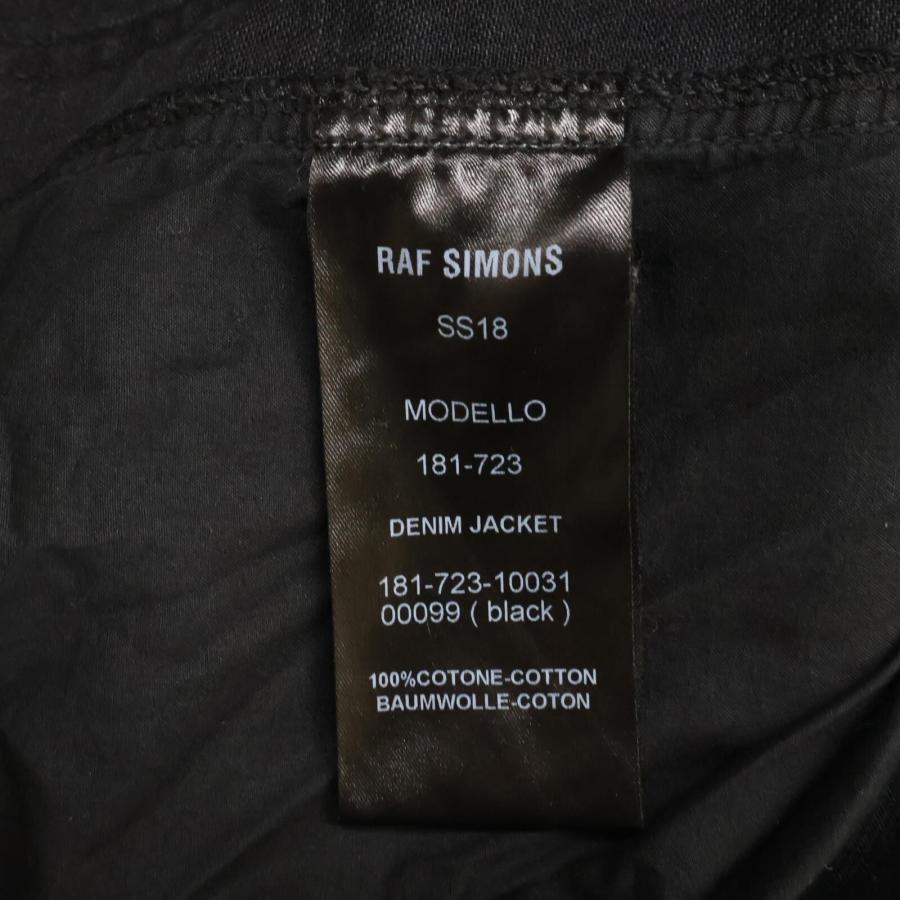 RAF SIMONS
SS18
MODELLO
181-723
DENIM JACKET
181-723-10031
00099 ( black )
100%COTONE-COTTON
BAUMWOLLE-COTON